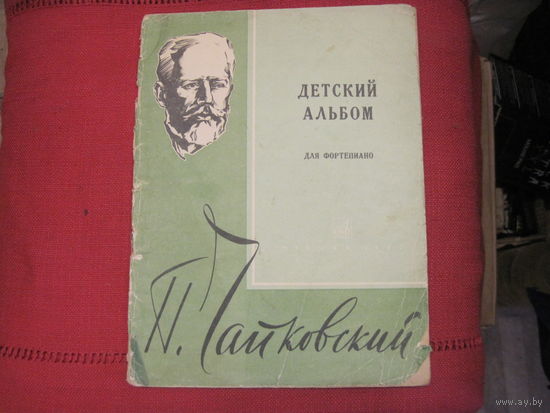 ДЕТСКИЙ
АЛЬБОМ
ДЛЯ ФОРТЕПИАНО
П. Чайковский
www.ay.by